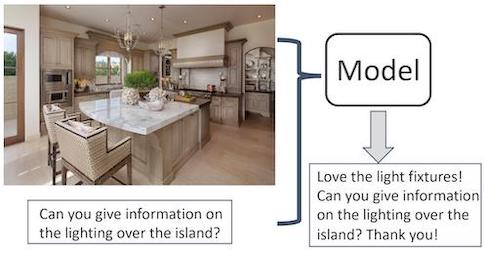 Can you give information on
the lighting over the island?
Model
Love the light fixtures!
Can you give information
on the lighting over the
island? Thank you!